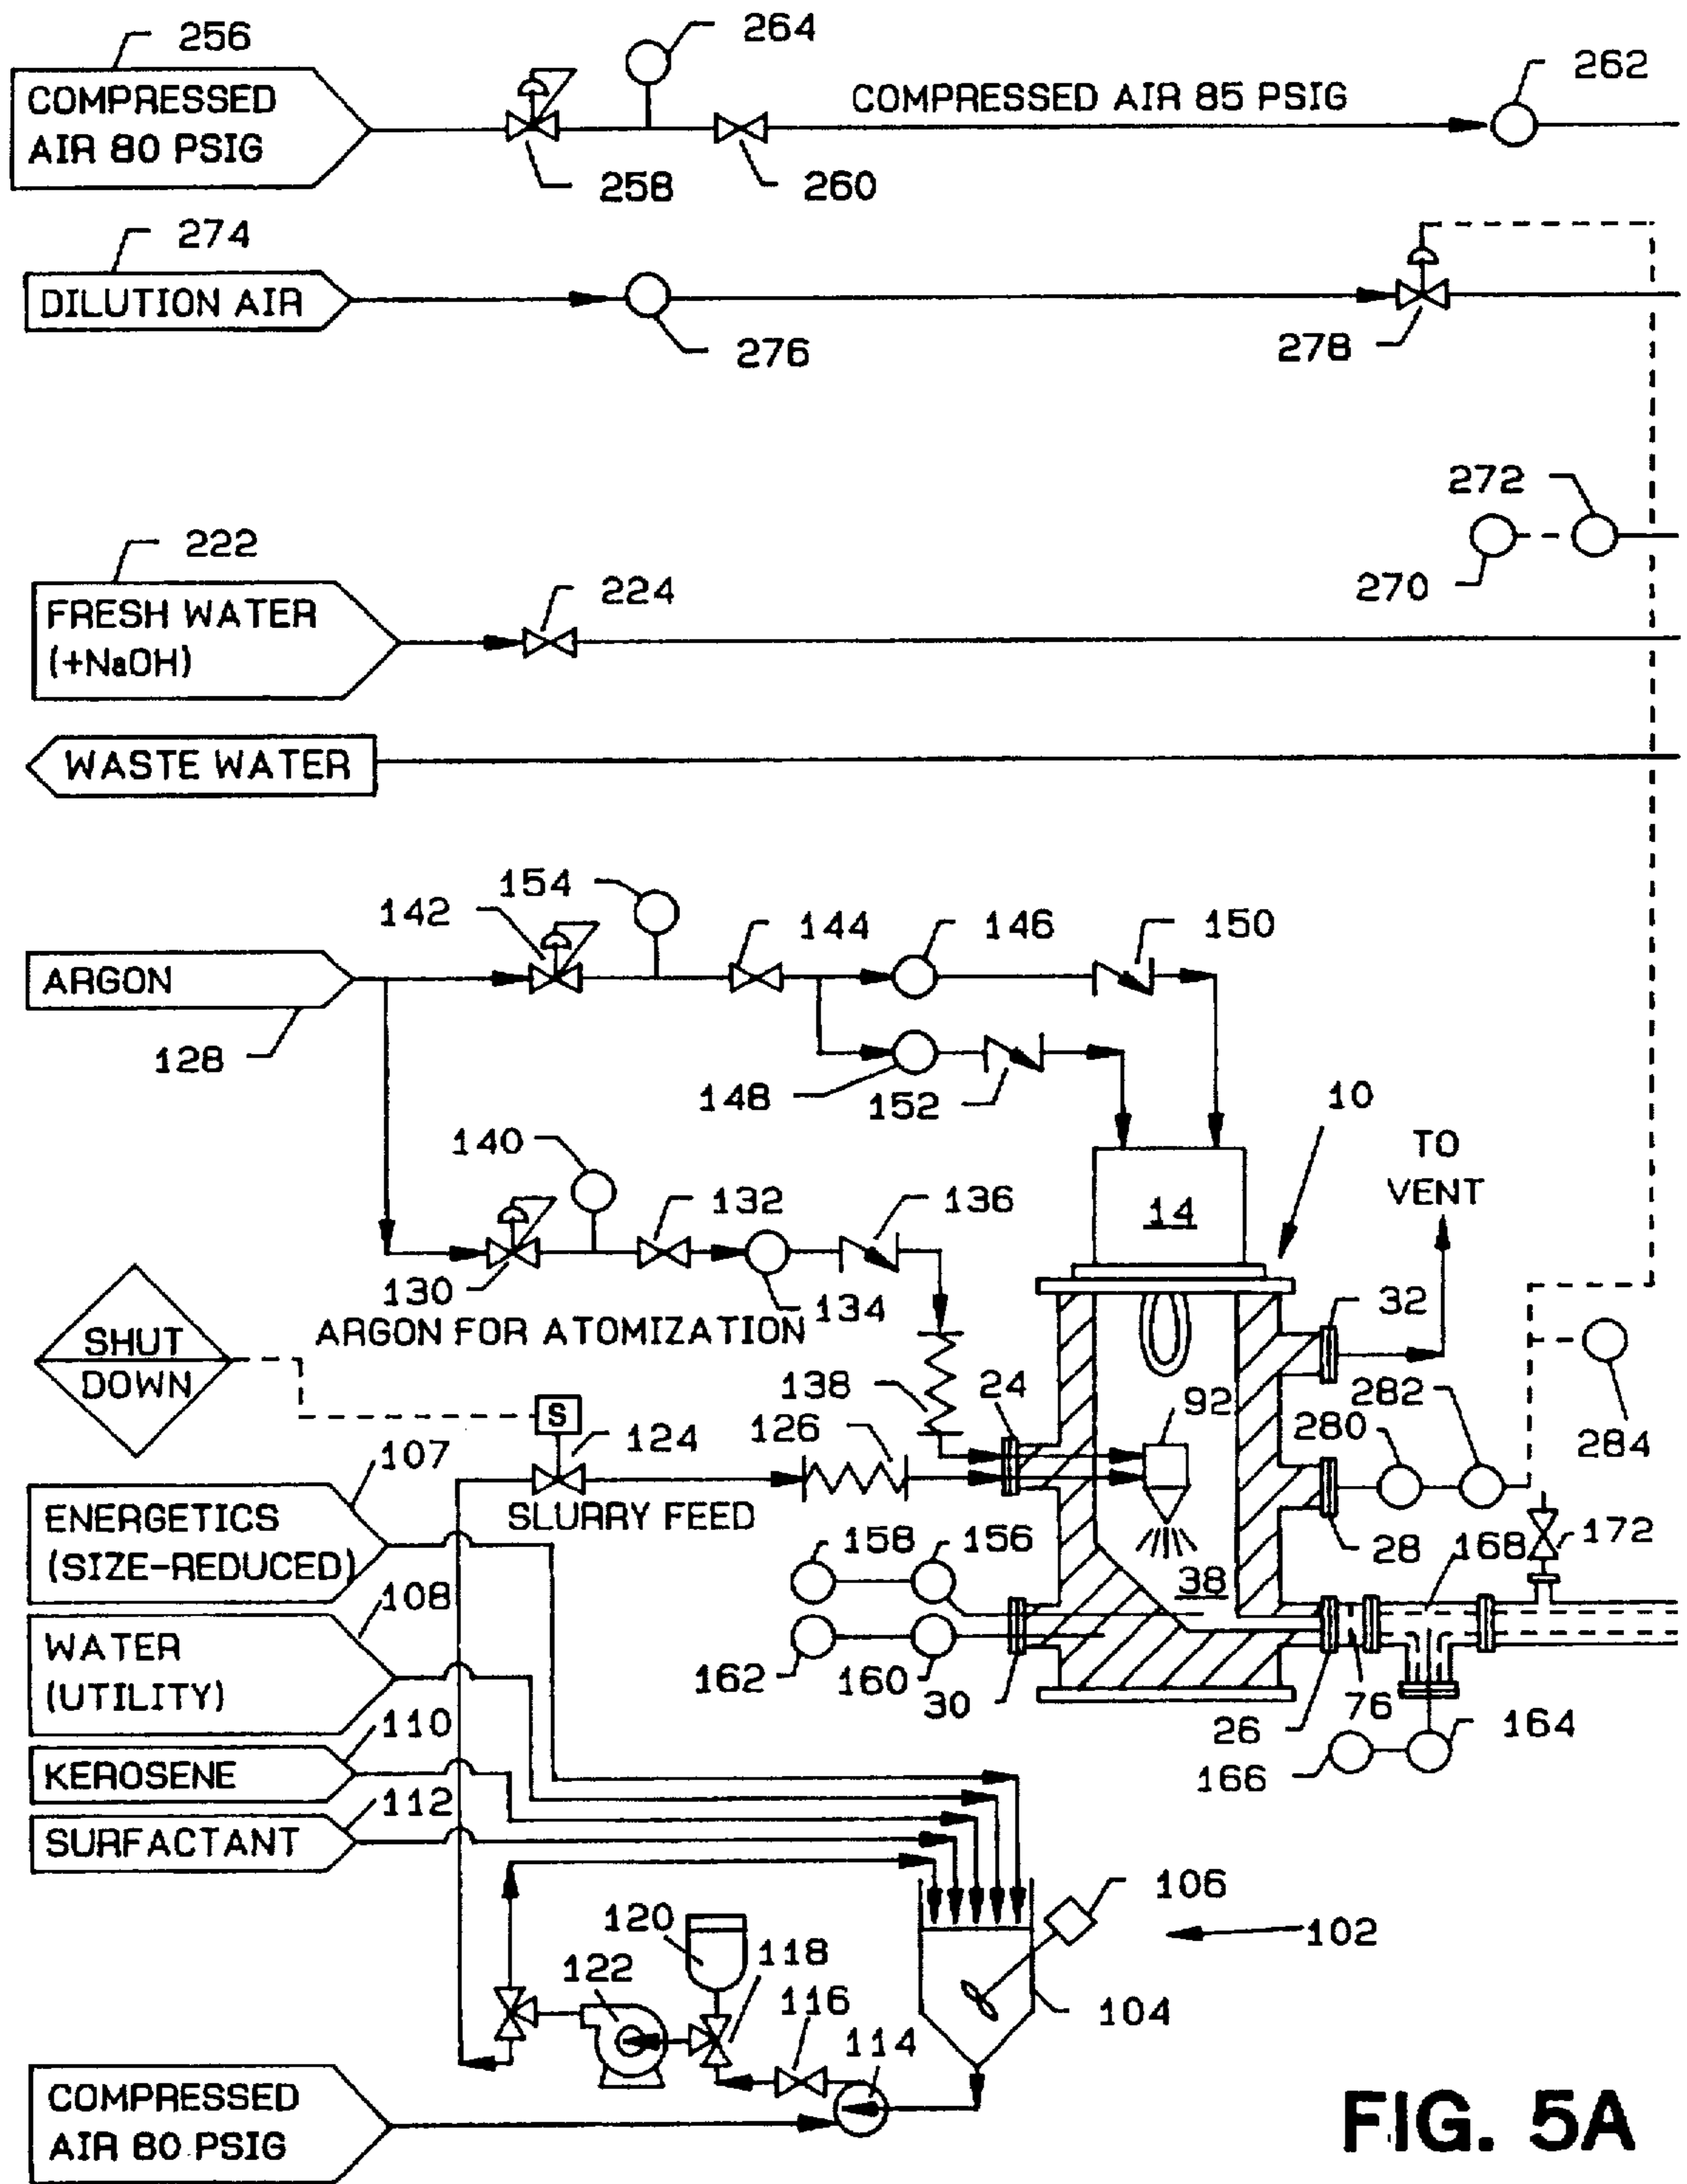 256
264
262
COMPRESSED
AIR 80 PSIG
COMPRESSED AIR 85 PSIG
258
260
274
DILUTION AIR
276
278
272
270
222
224
FRESH WATER
(+NaOH)
WASTE WATER
154
142
144
146
150
ARGON
128
148
152
10
140
TO
VENT
132
136
14
130
134
32
ARGON FOR ATOMIZATION
SHUT
DOWN
138
24
92
282
280
284
126
S
124
107
ENERGETICS
(SIZE-REDUCED)
SLURRY FEED
158
156
28
168
172
38
108
WATER
(UTILITY)
162
160
30
26
76
164
166
110
KEROSENE
112
SURFACTANT
106
102
120
118
122
116
104
114
COMPRESSED
AIR 80 PSIG
FIG. 5A